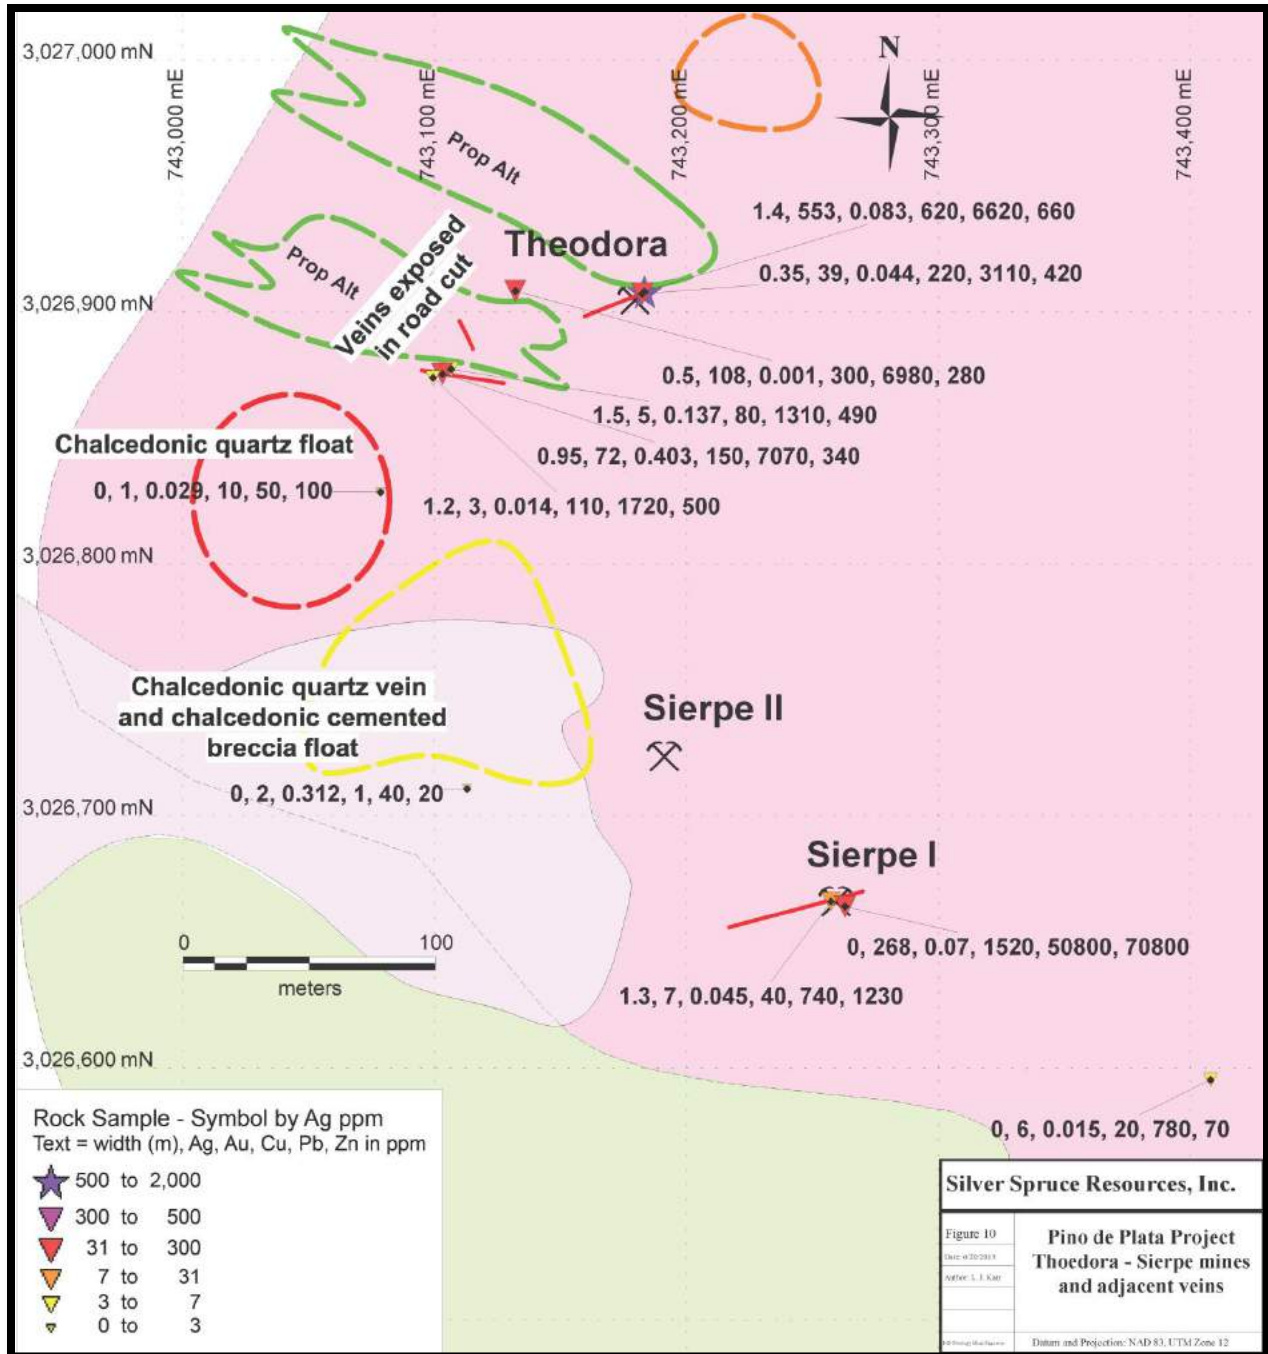 3,027,000 mN
N
743,000 mE
743,100 mE
743,200 mE
743,300 mE
743,400 mE
Prop Alt
1.4, 553, 0.083, 620, 6620, 660
Theodora
Prop Alt
Veins exposed
in road cut
0.35, 39, 0.044, 220, 3110, 420
3,026,900 mN
0.5, 108, 0.001, 300, 6980, 280
1.5, 5, 0.137, 80, 1310, 490
Chalcedonic quartz float
0.95, 72, 0.403, 150, 7070, 340
0, 1, 0.029, 10, 50, 100
1.2, 3, 0.014, 110, 1720, 500
3,026,800 mN
Chalcedonic quartz vein
and chalcedonic cemented
breccia float
Sierpe II
0, 2, 0.312, 1, 40, 20
3,026,700 mN
Sierpe I
0, 268, 0.07, 1520, 50800, 70800
0 100
meters
1.3, 7, 0.045, 40, 740, 1230
3,026,600 mN
0, 6, 0.015, 20, 780, 70
Rock Sample - Symbol by Ag ppm
Text = width (m), Ag, Au, Cu, Pb, Zn in ppm
500 to 2,000
300 to 500
31 to 300
7 to 31
3 to 7
0 to 3
Silver Spruce Resources, Inc.
Figure 10
Author: L. J. Karr
Pino de Plata Project
Thoedora - Sierpe mines
and adjacent veins
Datum and Projection: NAD 83, UTM Zone 12